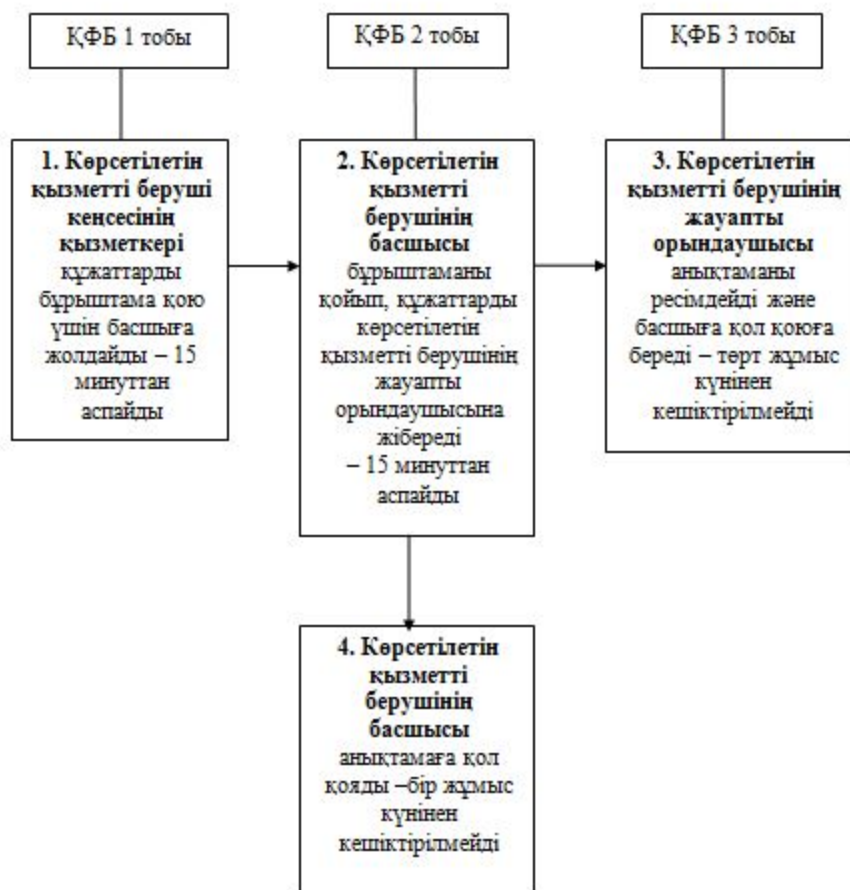 ҚФБ 1 тобы
ҚФБ 2 тобы
ҚФБ 3 тобы
1. Көрсетілетін
қызметті беруші
кеңсесінің
қызметкері
құжаттарды
бұрыштама қою
үшін басшыға
жолдайды – 15
минуттан
аспайды
2. Көрсетілетін
қызметті
берушінің
басшысы
бұрыштаманы
қойып, құжаттарды
көрсетілетін
қызметті берушінің
жауапты
орындаушысына
жібереді
– 15 минуттан
аспайды
3. Көрсетілетін
қызметті берушінің
жауапты
орындаушысы
анықтаманы
ресімдейді және
басшыға қол қоюға
береді – төрт жұмыс
күнінен
кешіктірілмейді
4. Көрсетілетін
қызметті
берушінің
басшысы
анықтамаға қол
қояды –бір жұмыс
күнінен
кешіктірілмейді